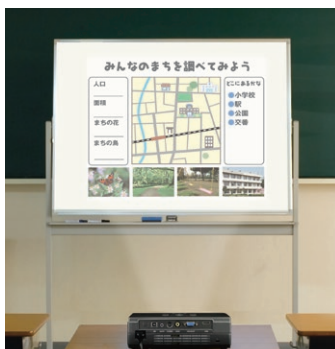 みんなのまちを調べてみよう
人口
面積
まちの花
まちの鳥
どこにあるかな
小学校
駅
公園
交番